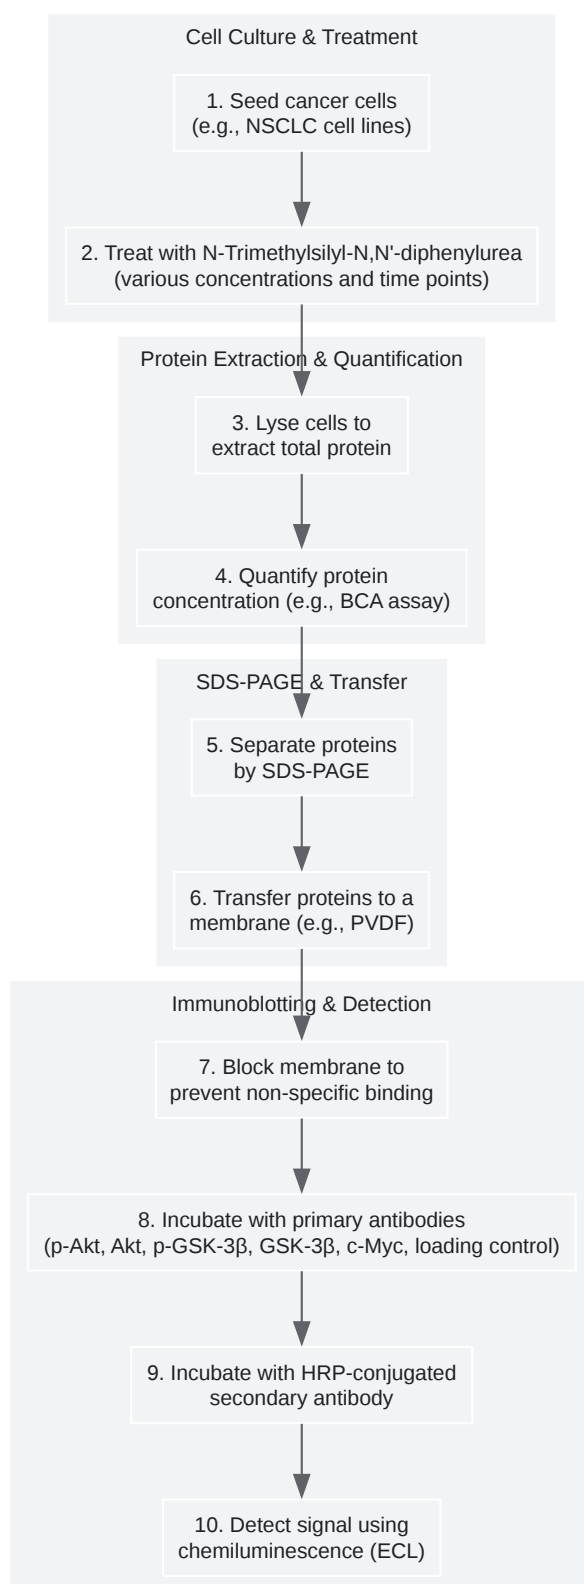 Cell Culture & Treatment
1. Seed cancer cells
(e.g., NSCLC cell lines)
2. Treat with N-Trimethylsilyl-N,N'-diphenylurea
(various concentrations and time points)
Protein Extraction & Quantification
3. Lyse cells to
extract total protein
4. Quantify protein
concentration (e.g., BCA assay)
SDS-PAGE & Transfer
5. Separate proteins
by SDS-PAGE
6. Transfer proteins to a
membrane (e.g., PVDF)
Immunoblotting & Detection
7. Block membrane to
prevent non-specific binding
8. Incubate with primary antibodies
(p-Akt, Akt, p-GSK-3β, GSK-3β, c-Myc, loading control)
9. Incubate with HRP-conjugated
secondary antibody
10. Detect signal using
chemiluminescence (ECL)